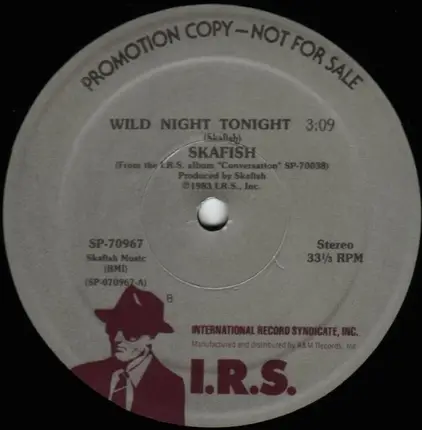 PROMOTION COPY — NOT FOR SALE
WILD NIGHT TONIGHT 3:09
(Skafish)
SKAFISH
(From the I.R.S. album "Conversation" SP-70038)
Produced by Skafish
©1983 I.R.S., Inc.
SP-70967
Skafish Music
(BMI)
(SP-070967-A)
Stereo
33⅓ RPM
B
INTERNATIONAL RECORD SYNDICATE, INC.
Manufactured and distributed by A&M Records, Inc.
I.R.S.